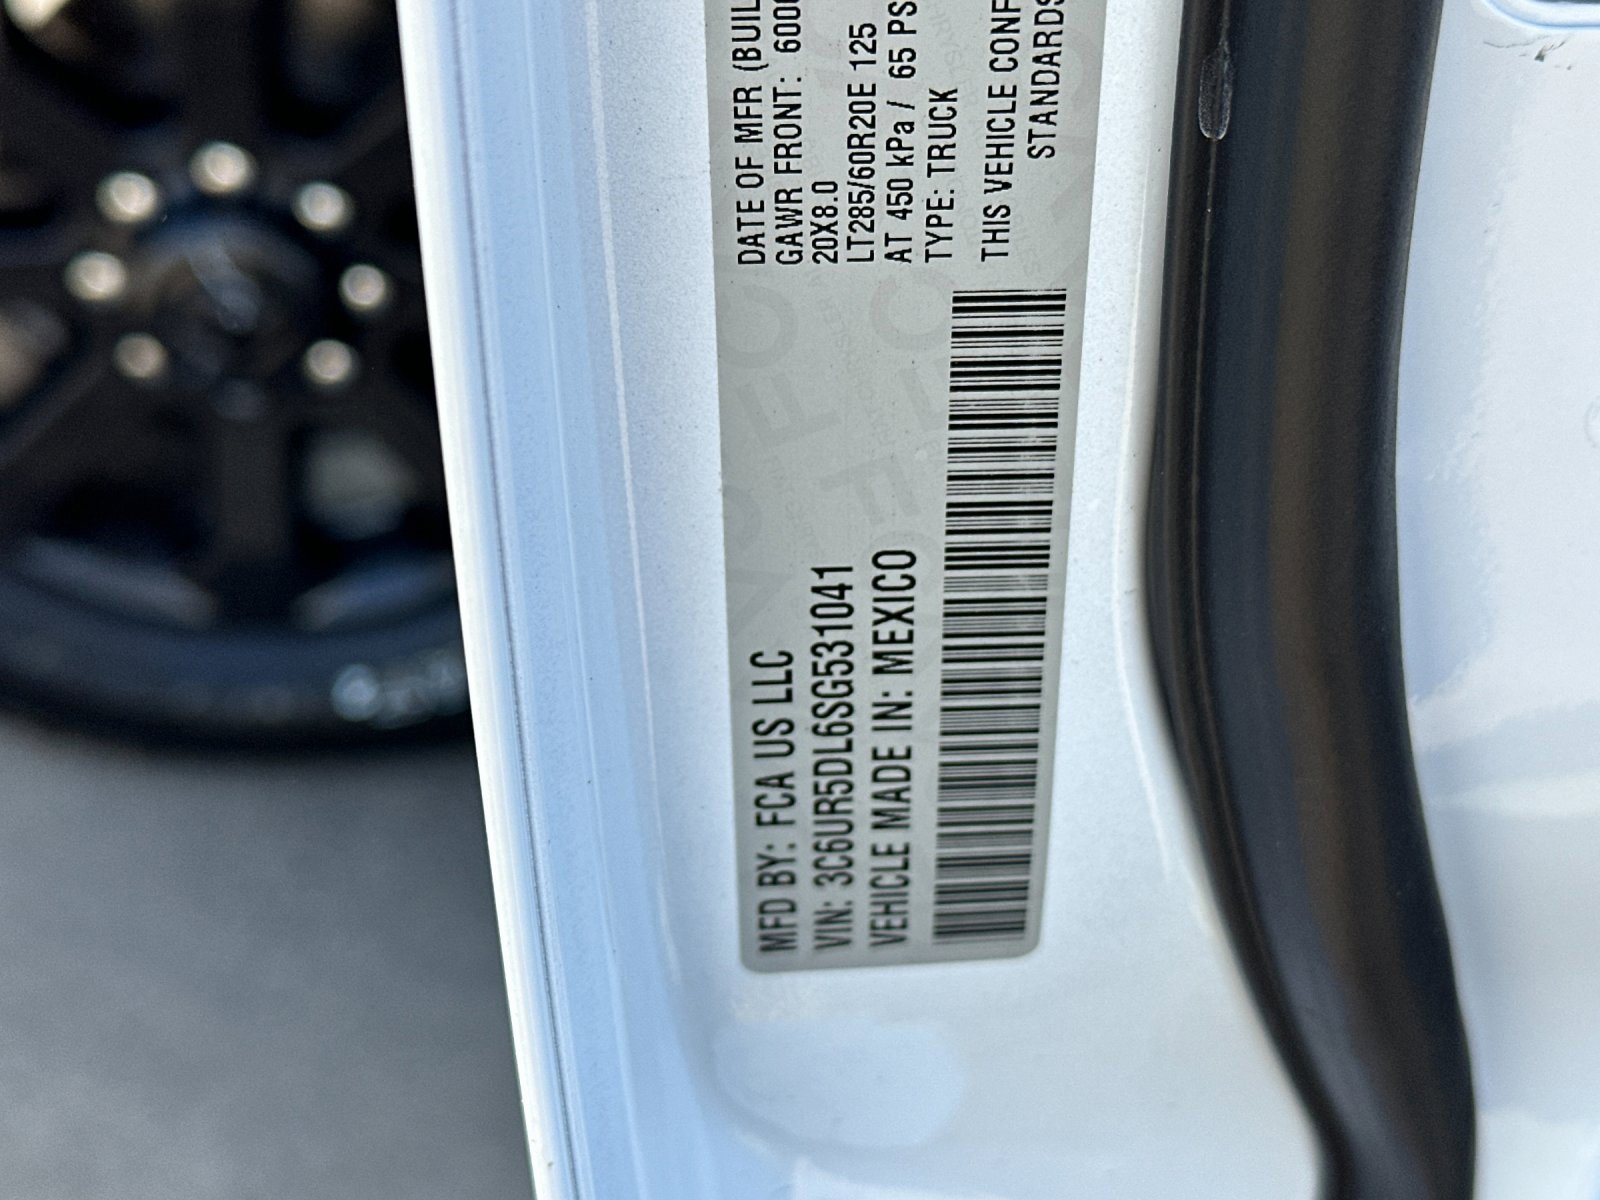 MFD BY: FCA US LLC
VIN: 3C6UR5DL6SG531041
VEHICLE MADE IN: MEXICO
DATE OF MFR (BUIL
GAWR FRONT: 6000
20X8.0
LT285/60R20E 125
AT 450 kPa / 65 PS
TYPE: TRUCK
THIS VEHICLE CONF
STANDARDS